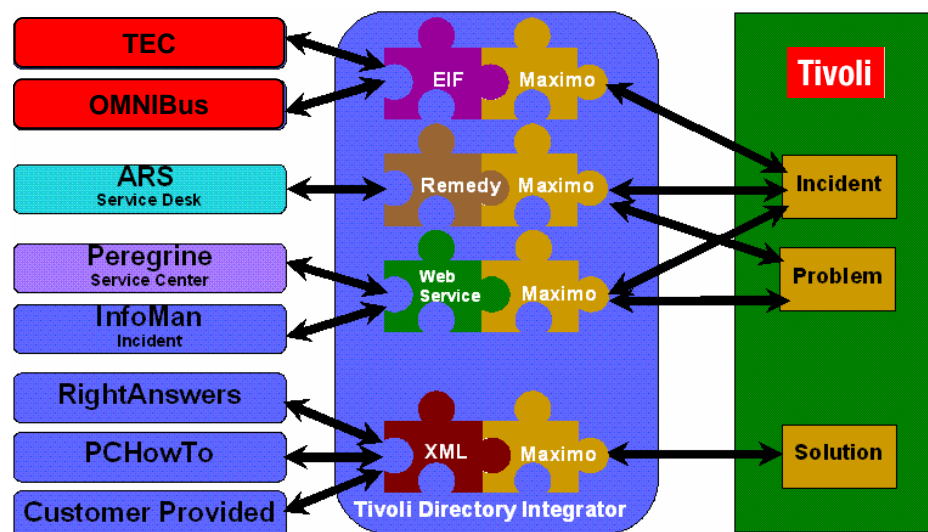 TEC
OMNIBus
ARS
Service Desk
Peregrine
Service Center
InfoMan
Incident
RightAnswers
PCHowTo
Customer Provided
EIF
Maximo
Remedy
Maximo
Web
Service
Maximo
XML
Maximo
Tivoli Directory Integrator
Tivoli
Incident
Problem
Solution